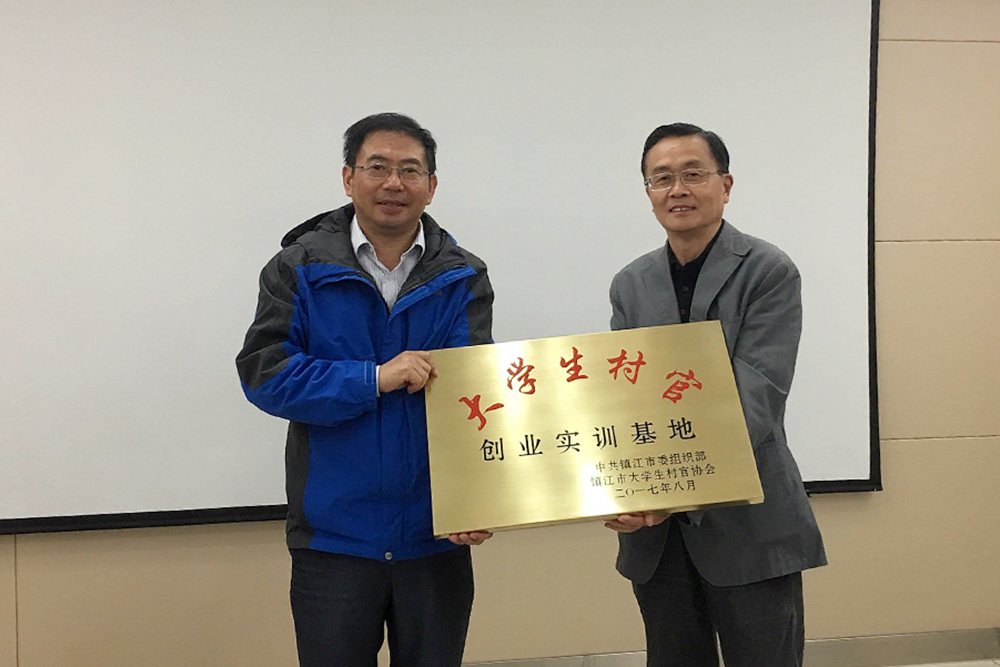 大学生村官
创业实训基地
中共镇江市委组织部
镇江市大学生村官协会
二〇一七年八月